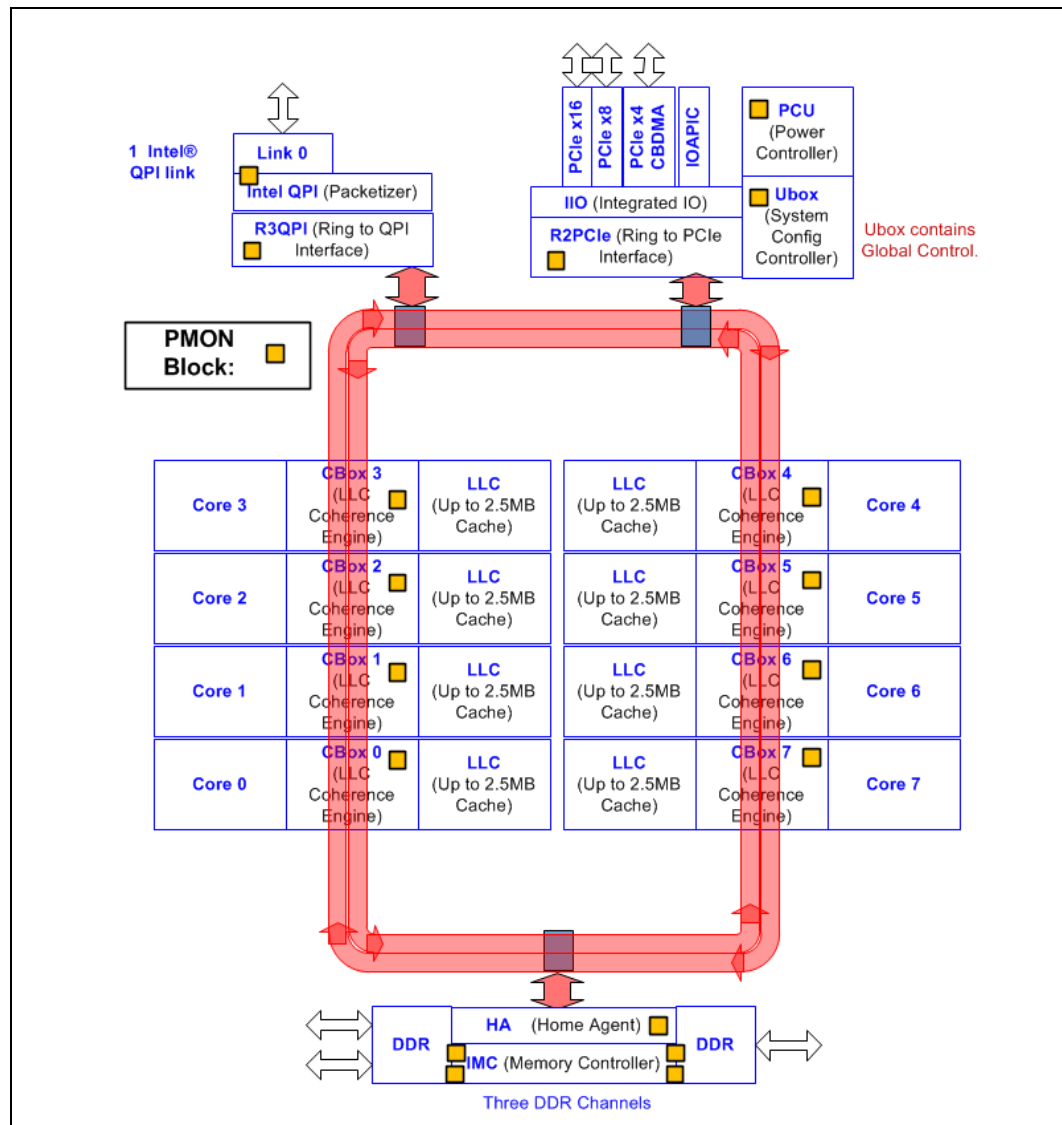 1 Intel®
QPI link
Link 0
Intel QPI (Packetizer)
R3QPI (Ring to QPI
Interface)
PCIe x16
PCIe x8
PCIe x4
CBDMA
IOAPIC
IIO (Integrated IO)
R2PCIe (Ring to PCIe
Interface)
PCU
(Power
Controller)
Ubox
(System
Config
Controller)
Ubox contains
Global Control.
PMON
Block:
Core 3
CBox 3
(LLC
Coherence
Engine)
LLC
(Up to 2.5MB
Cache)
LLC
(Up to 2.5MB
Cache)
CBox 4
(LLC
Coherence
Engine)
Core 4
Core 2
CBox 2
(LLC
Coherence
Engine)
LLC
(Up to 2.5MB
Cache)
LLC
(Up to 2.5MB
Cache)
CBox 5
(LLC
Coherence
Engine)
Core 5
Core 1
CBox 1
(LLC
Coherence
Engine)
LLC
(Up to 2.5MB
Cache)
LLC
(Up to 2.5MB
Cache)
CBox 6
(LLC
Coherence
Engine)
Core 6
Core 0
CBox 0
(LLC
Coherence
Engine)
LLC
(Up to 2.5MB
Cache)
LLC
(Up to 2.5MB
Cache)
CBox 7
(LLC
Coherence
Engine)
Core 7
DDR
HA (Home Agent)
IMC (Memory Controller)
DDR
Three DDR Channels